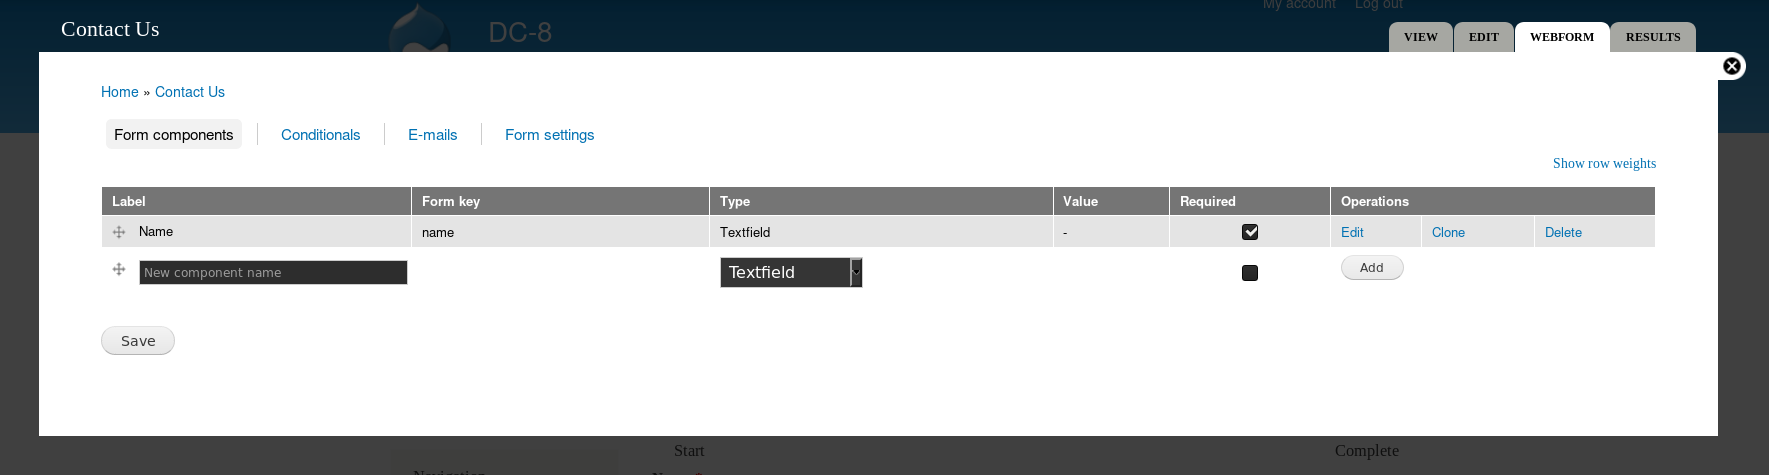 My account Log out
DC-8
Contact Us
VIEW EDIT WEBFORM RESULTS
Home » Contact Us
Form components Conditionals E-mails Form settings
Show row weights
Label Form key Type Value Required Operations
Name name Textfield - Edit Clone Delete
New component name Textfield Add
Save
Start Complete
Navigation